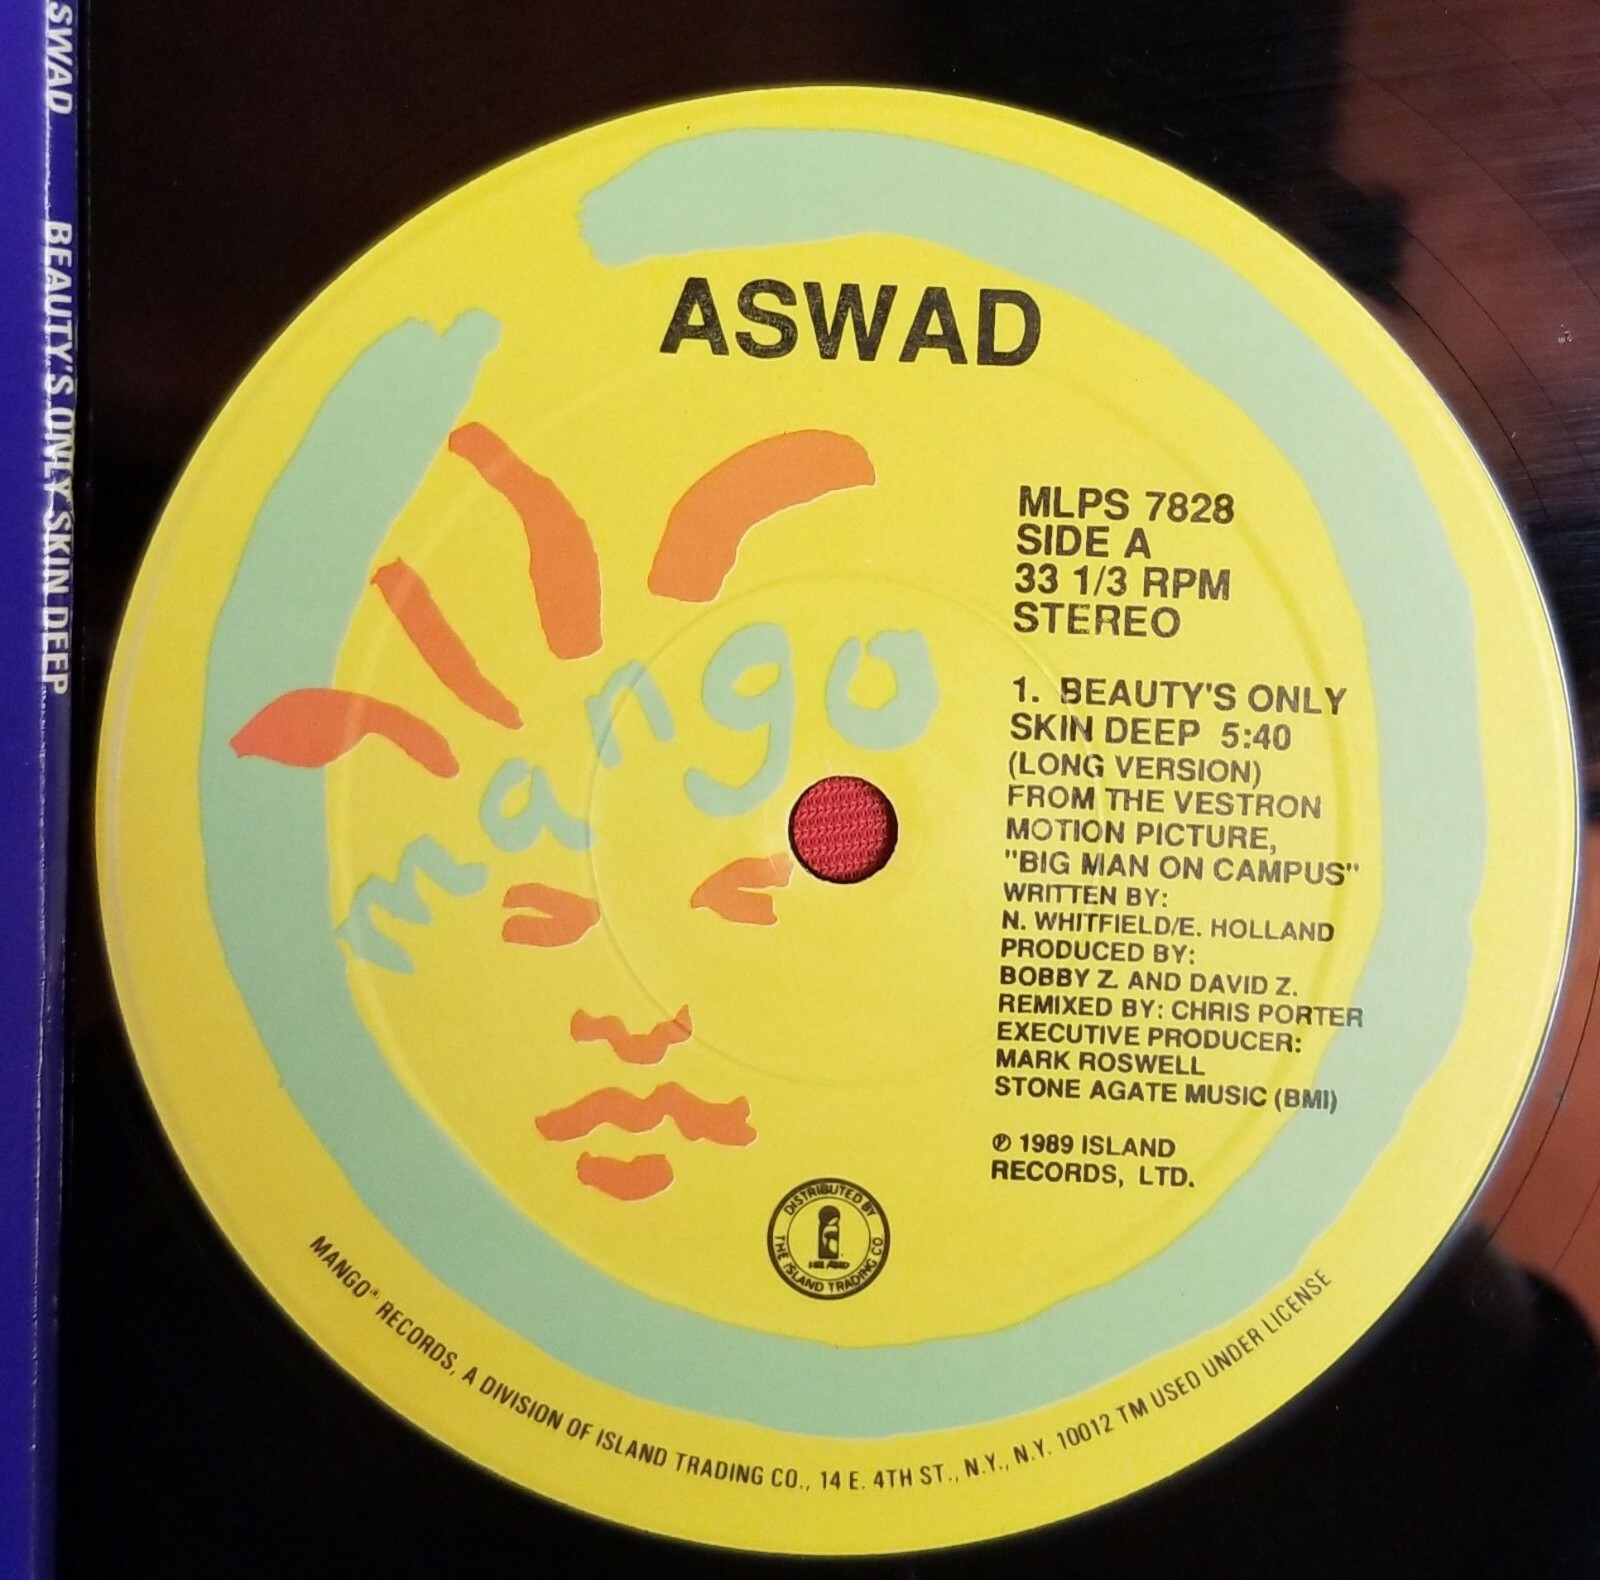 SWAD BEAUTY'S ONLY SKIN DEEP
ASWAD
MLPS 7828
SIDE A
33 1/3 RPM
STEREO
mango
1. BEAUTY'S ONLY
SKIN DEEP 5:40
(LONG VERSION)
FROM THE VESTRON
MOTION PICTURE,
"BIG MAN ON CAMPUS"
WRITTEN BY:
N. WHITFIELD/E. HOLLAND
PRODUCED BY:
BOBBY Z. AND DAVID Z.
REMIXED BY: CHRIS PORTER
EXECUTIVE PRODUCER:
MARK ROSWELL
STONE AGATE MUSIC (BMI)
℗ 1989 ISLAND
RECORDS, LTD.
DISTRIBUTED BY
THE ISLAND TRADING CO
ISLAND
MANGO® RECORDS, A DIVISION OF ISLAND TRADING CO., 14 E. 4TH ST., N.Y., N.Y. 10012 TM USED UNDER LICENSE